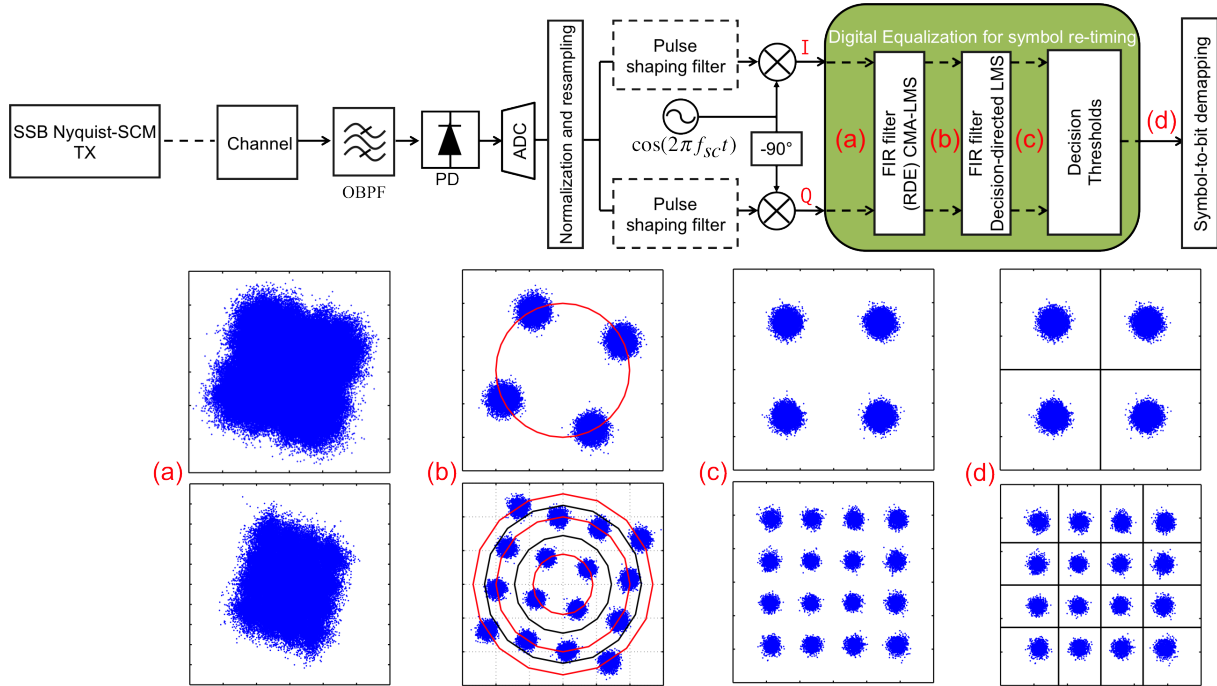 SSB Nyquist-SCM
TX
Channel
OBPF
PD
ADC
Normalization and resampling
Pulse
shaping filter
cos(2πf_sc t)
-90°
Pulse
shaping filter
I
Q
Digital Equalization for symbol re-timing
(a)
FIR filter
(RDE) CMA-LMS
(b)
FIR filter
Decision-directed LMS
(c)
Decision
Thresholds
(d)
Symbol-to-bit demapping
(a)
(b)
(c)
(d)